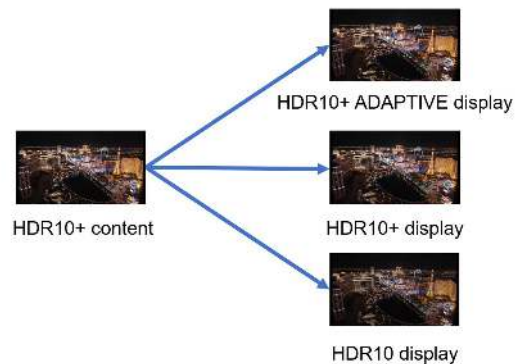 HDR10+ ADAPTIVE display
HDR10+ content
HDR10+ display
HDR10 display